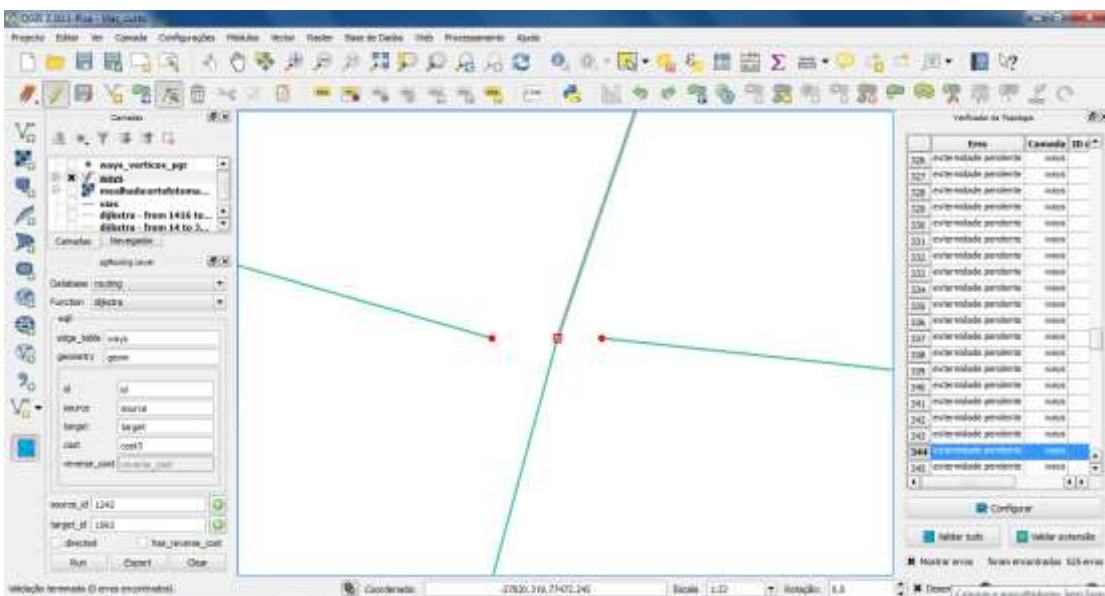 QGIS 2.10.1-Pisa - Vias_custo
Projecto Editar Ver Camada Configurações Módulos Vector Raster Base de Dados Web Processamento Ajuda
Camadas
ways_vertices_pgr
ways
vias
dijkstra - from 1416 to...
dijkstra - from 14 to 3...
Camadas Navegador
pgRouting Layer
Database routing
Function dijkstra
sql
edge_table ways
geometry geom
id id
source source
target target
cost
reverse_cost reverse_cost
source_id 1242
target_id
directed has_reverse_cost
Run Export Clear
Verificador de Topologia
Erro Camada
326 extremidade pendente ways
327 extremidade pendente ways
328 extremidade pendente ways
329 extremidade pendente ways
330 extremidade pendente ways
331 extremidade pendente ways
332 extremidade pendente ways
333 extremidade pendente ways
334 extremidade pendente ways
335 extremidade pendente ways
336 extremidade pendente ways
337 extremidade pendente ways
338 extremidade pendente ways
339 extremidade pendente ways
340 extremidade pendente ways
341 extremidade pendente ways
342 extremidade pendente ways
343 extremidade pendente ways
344 extremidade pendente ways
345 extremidade pendente ways
Configurar
Validar tudo Validar extensão
Mostrar erros foram encontrados 525 erros
Validação terminada (0 erros encontrados).
Coordenada: Escala 1:22 Rotação: 0,0